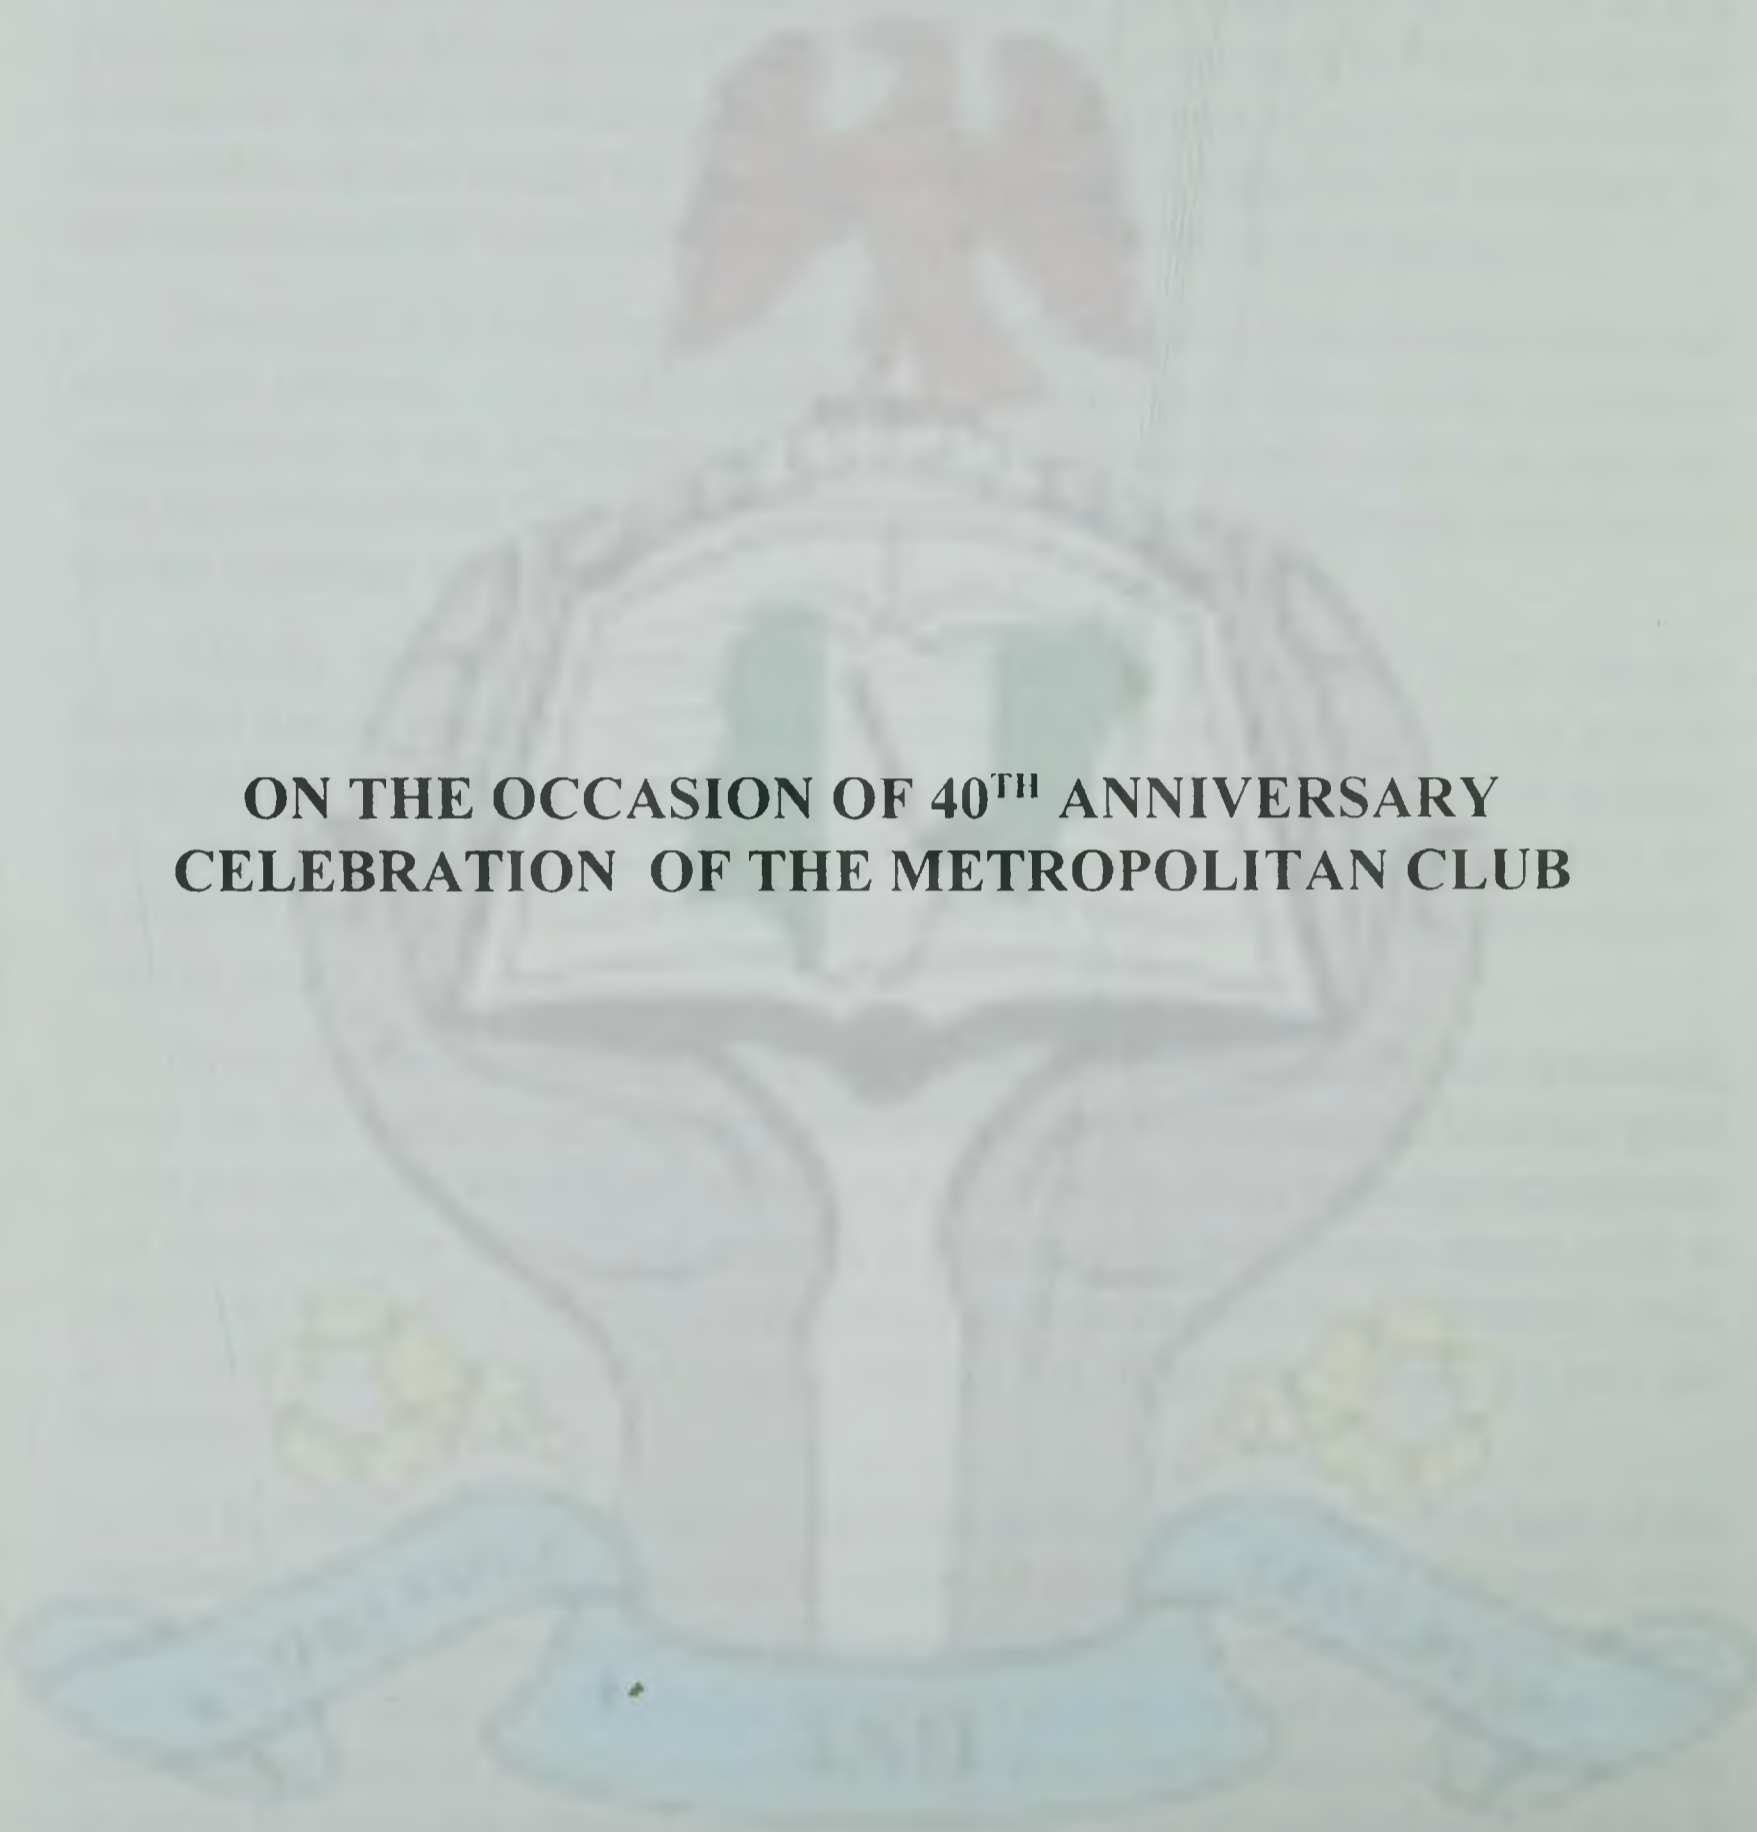 ON THE OCCASION OF 40TH ANNIVERSARY
CELEBRATION OF THE METROPOLITAN CLUB